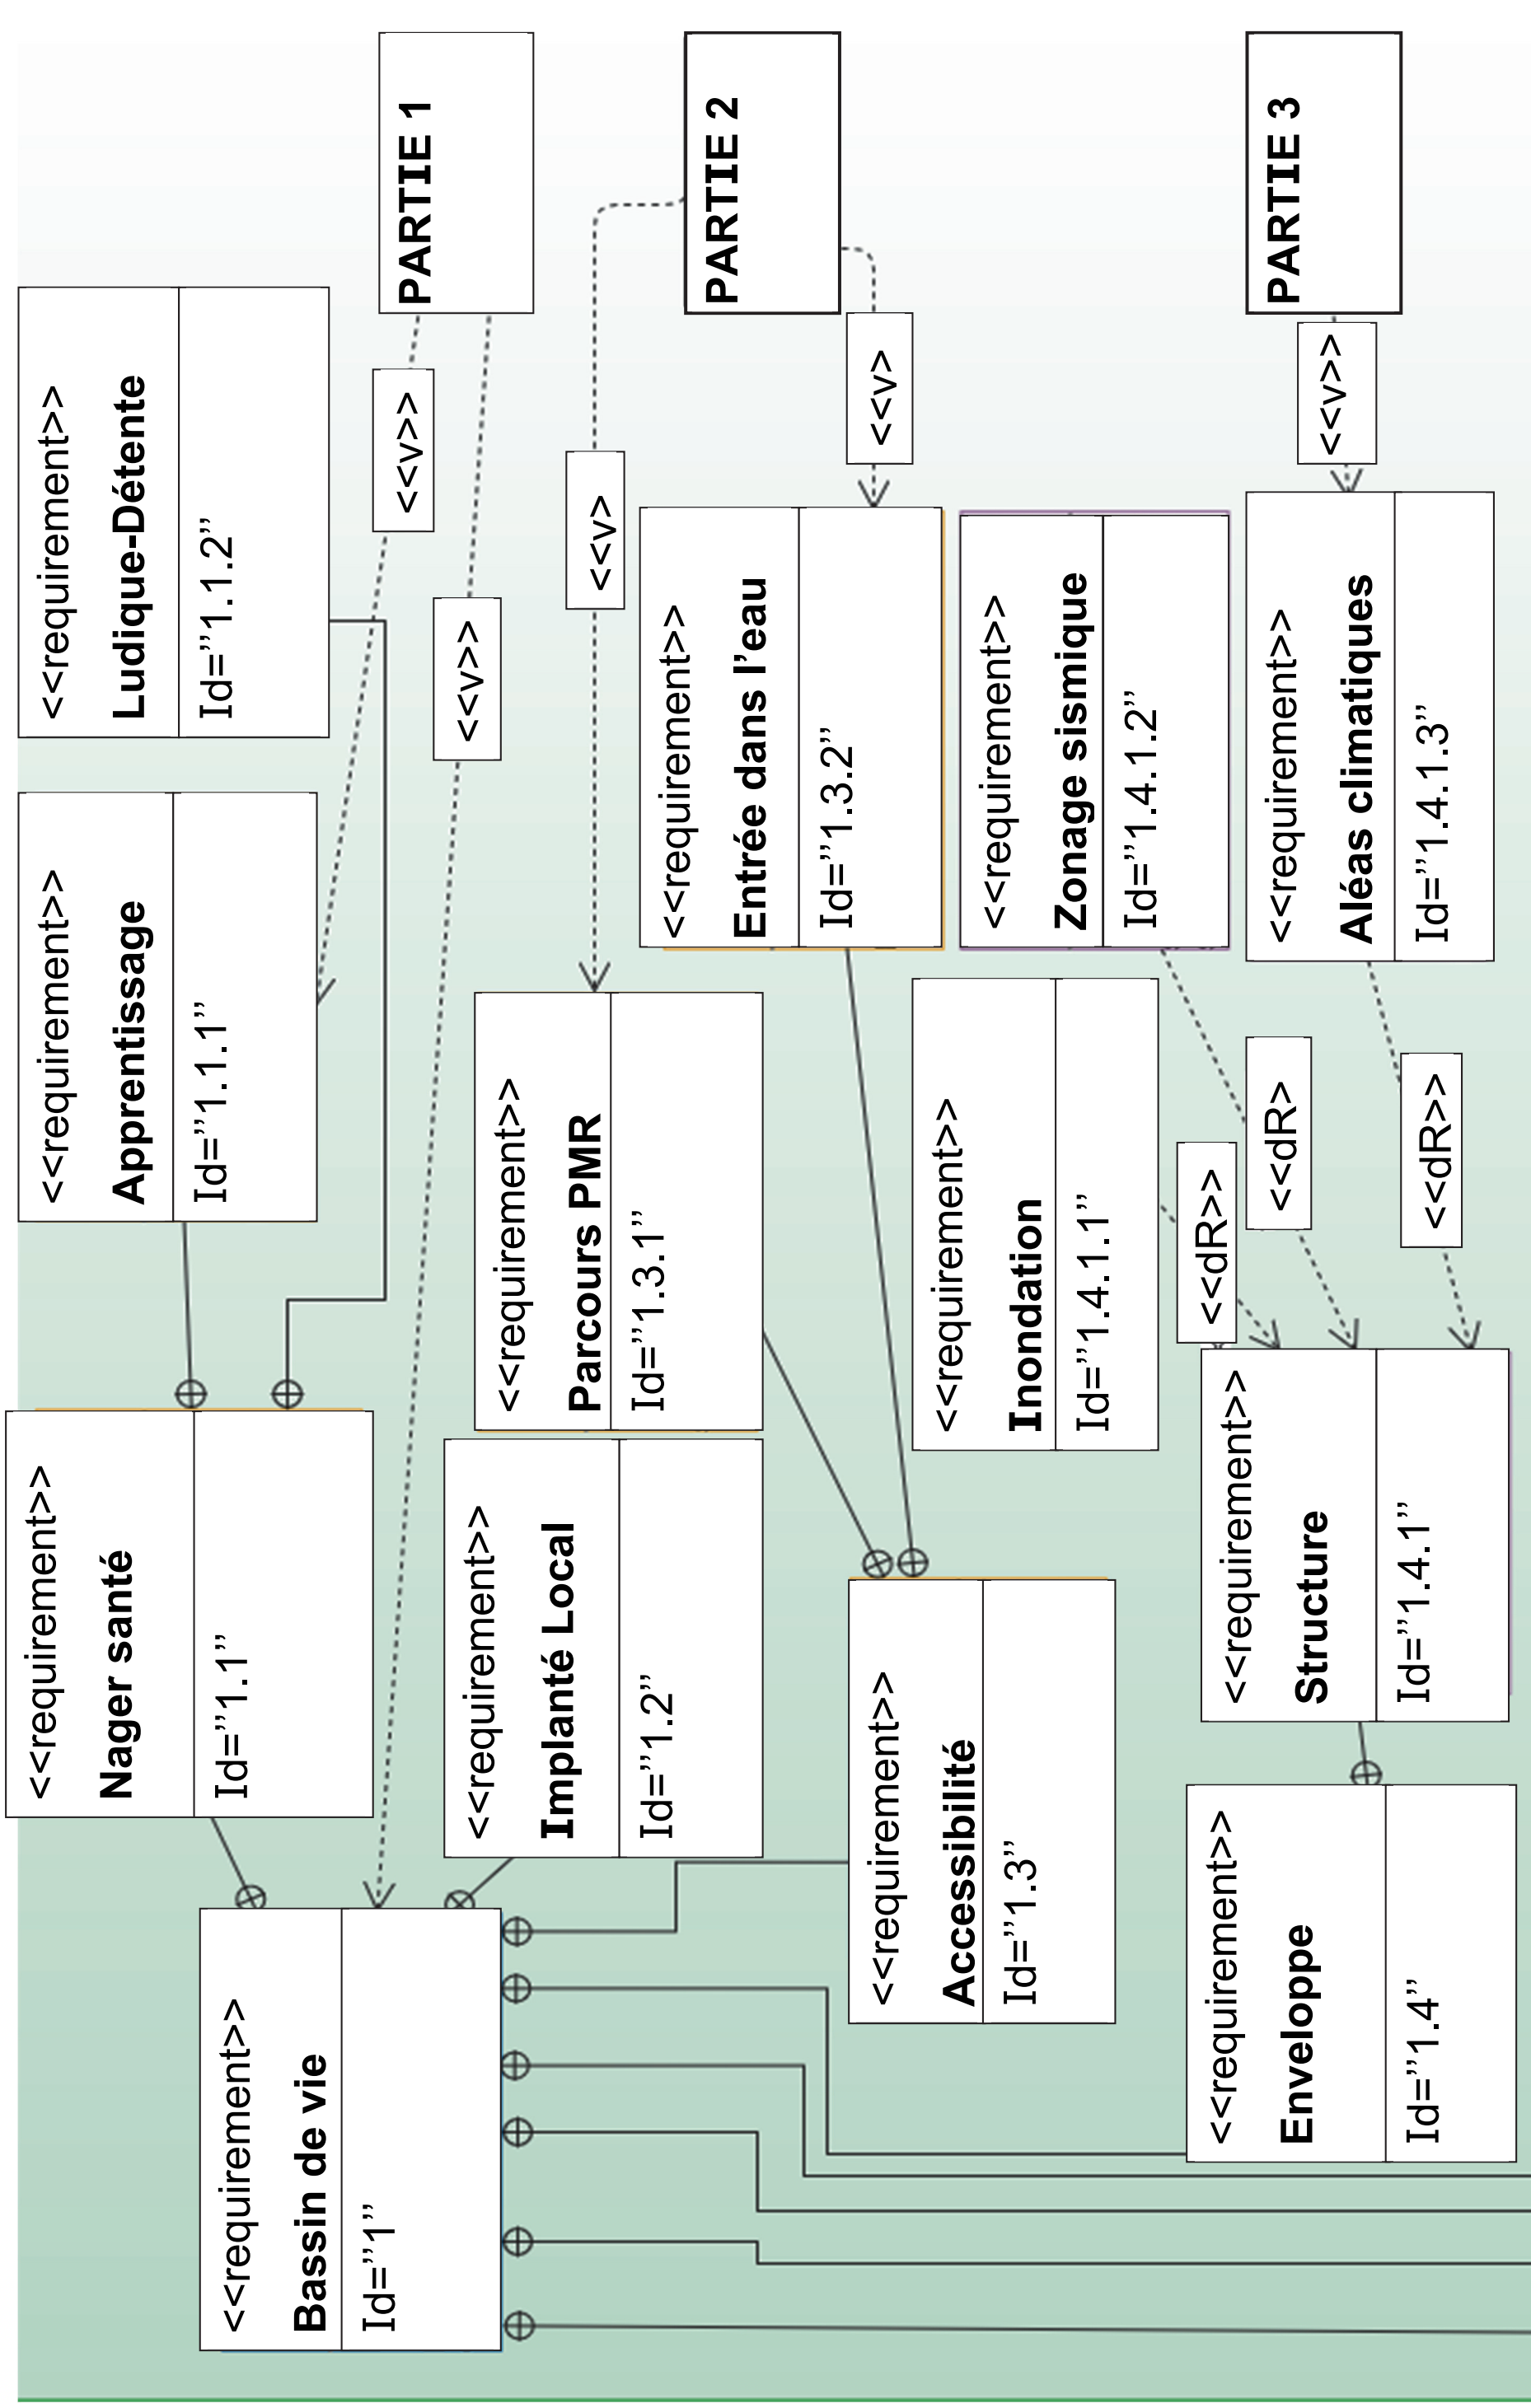 <<requirement>>
Nager santé
Id=”1.1”
<<requirement>>
Apprentissage
Id=”1.1.1”
<<requirement>>
Ludique-Détente
Id=”1.1.2”
<<requirement>>
Bassin de vie
Id=”1”
<<v>>
PARTIE 1
<<v>>
<<requirement>>
Implanté Local
Id=”1.2”
<<requirement>>
Parcours PMR
Id=”1.3.1”
<<v>
PARTIE 2
<<requirement>>
Entrée dans l’eau
Id=”1.3.2”
<<v>
<<requirement>>
Accessibilité
Id=”1.3”
<<requirement>>
Inondation
Id=”1.4.1.1”
<<requirement>>
Zonage sismique
Id=”1.4.1.2”
<<requirement>>
Enveloppe
Id=”1.4”
<<requirement>>
Structure
Id=”1.4.1”
<<dR>>
<<dR>
<<dR>>
<<requirement>>
Aléas climatiques
Id=”1.4.1.3”
<<v>>
PARTIE 3